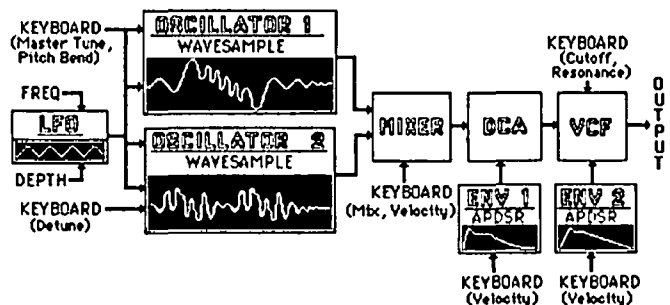 KEYBOARD
(Master Tune,
Pitch Bend)
OSCILLATOR 1
WAVESAMPLE
FREQ
LFO
DEPTH
KEYBOARD
(Detune)
OSCILLATOR 2
WAVESAMPLE
MIXER
KEYBOARD
(Mix, Velocity)
DCA
KEYBOARD
(Cutoff,
Resonance)
VCF
OUTPUT
ENV 1
APDSR
KEYBOARD
(Velocity)
ENV 2
APDSR
KEYBOARD
(Velocity)